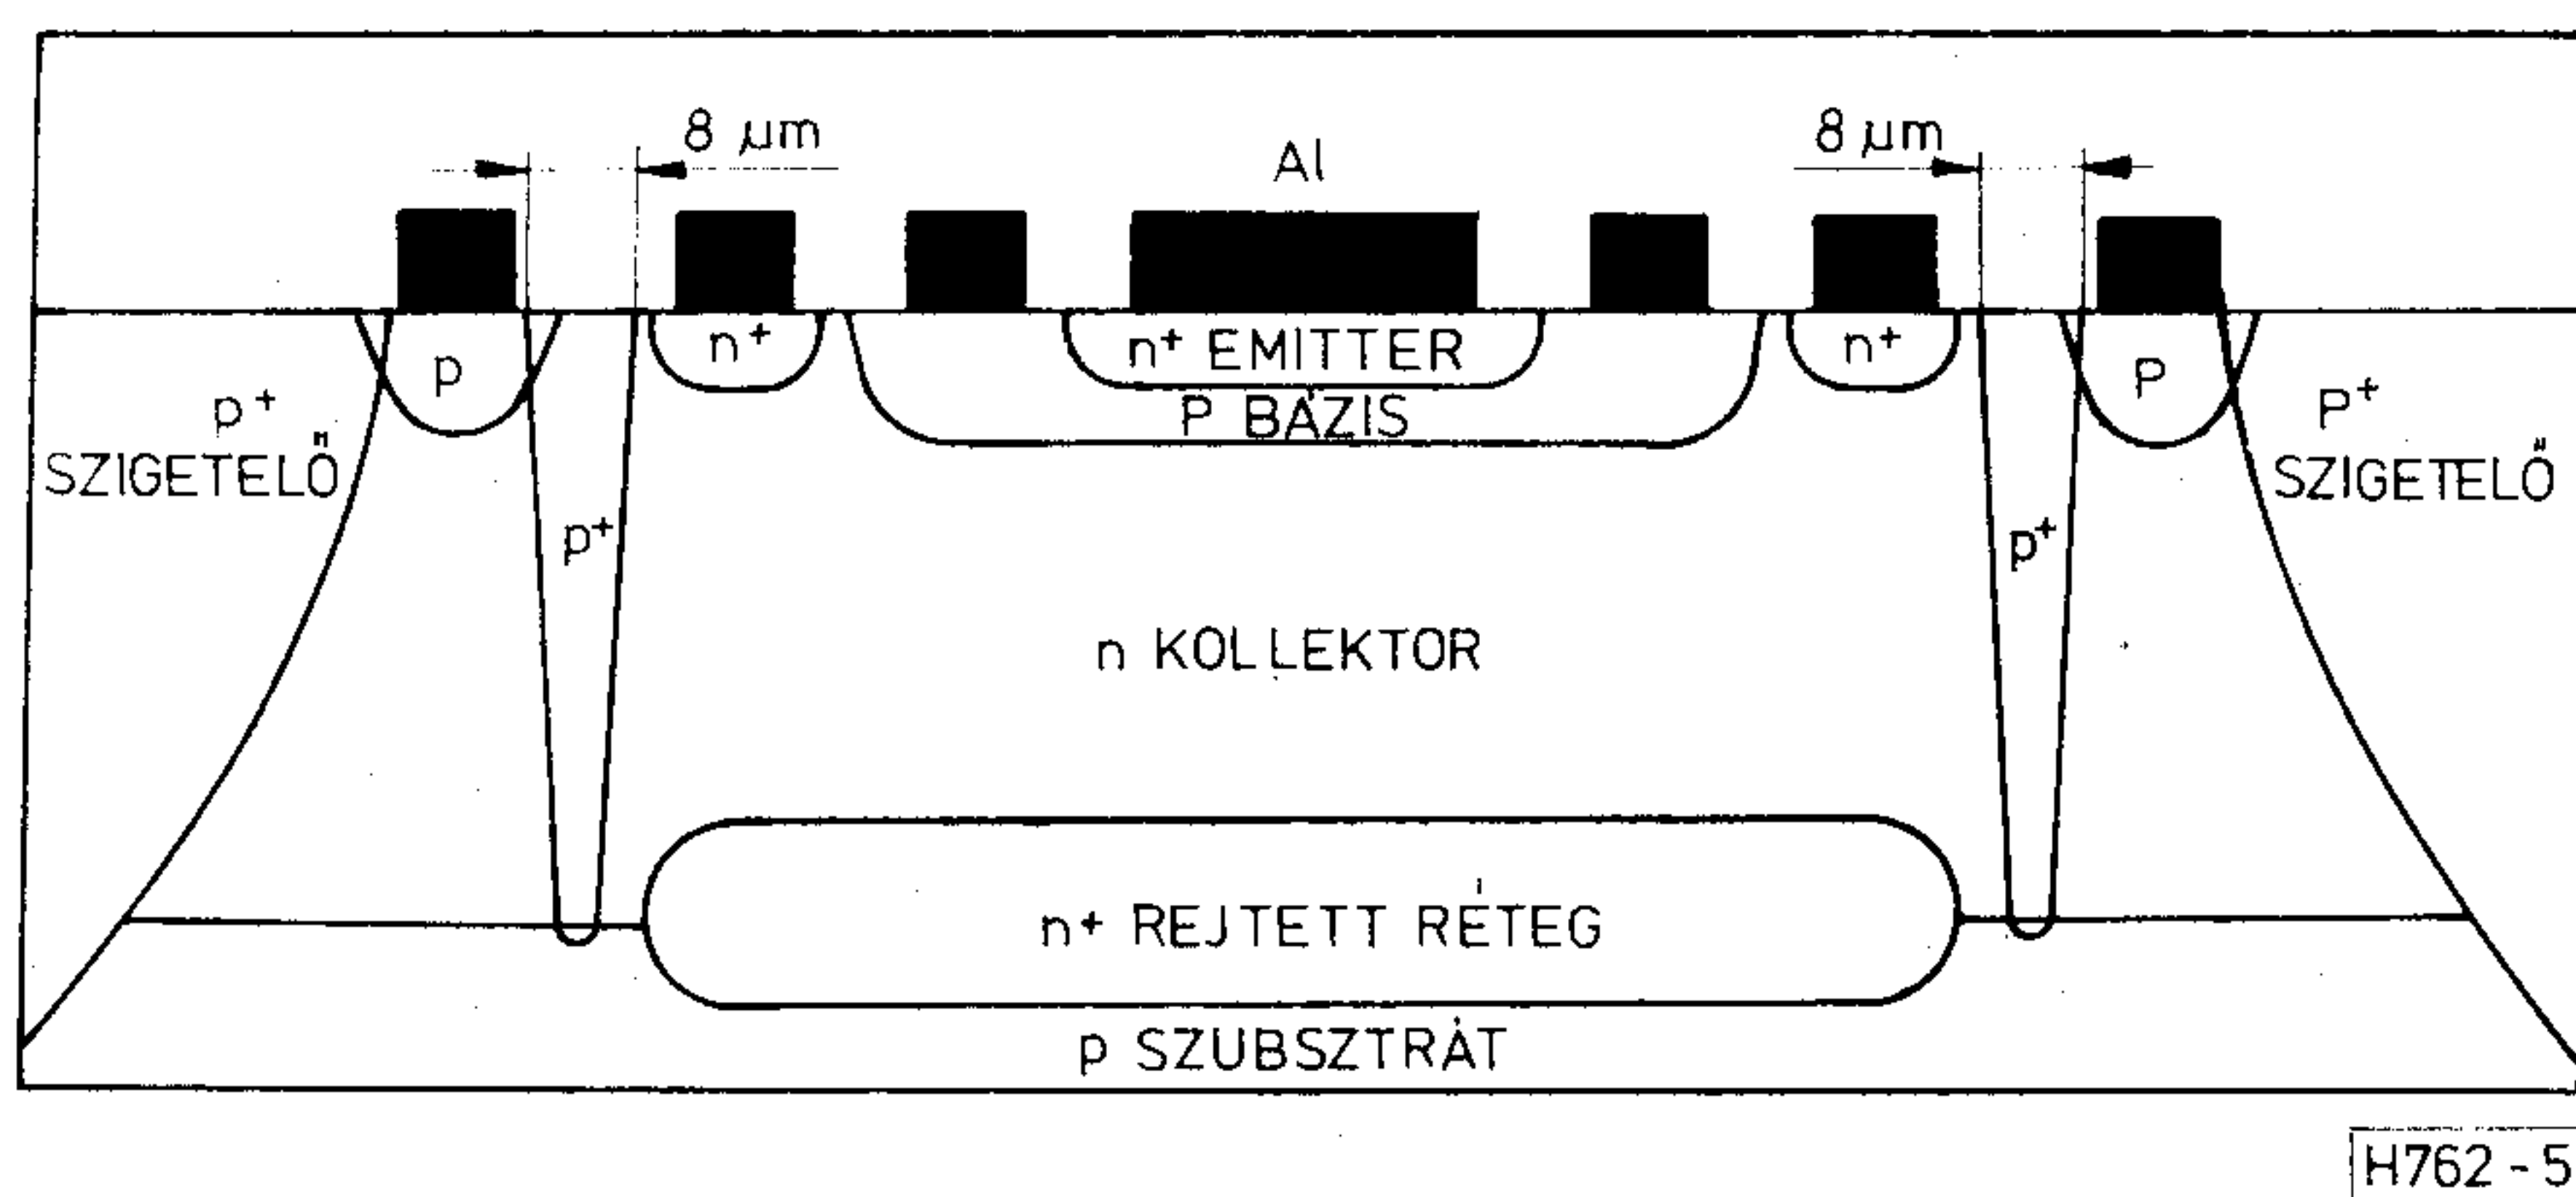 8 µm
8 µm
Al
n⁺
n⁺ EMITTER
n⁺
p
P
P BÁZIS
p⁺
SZIGETELŐ
P⁺
SZIGETELŐ
p⁺
p⁺
n KOLLEKTOR
n+ REJTETT RÉTEG
p SZUBSZTRÁT
H762-5